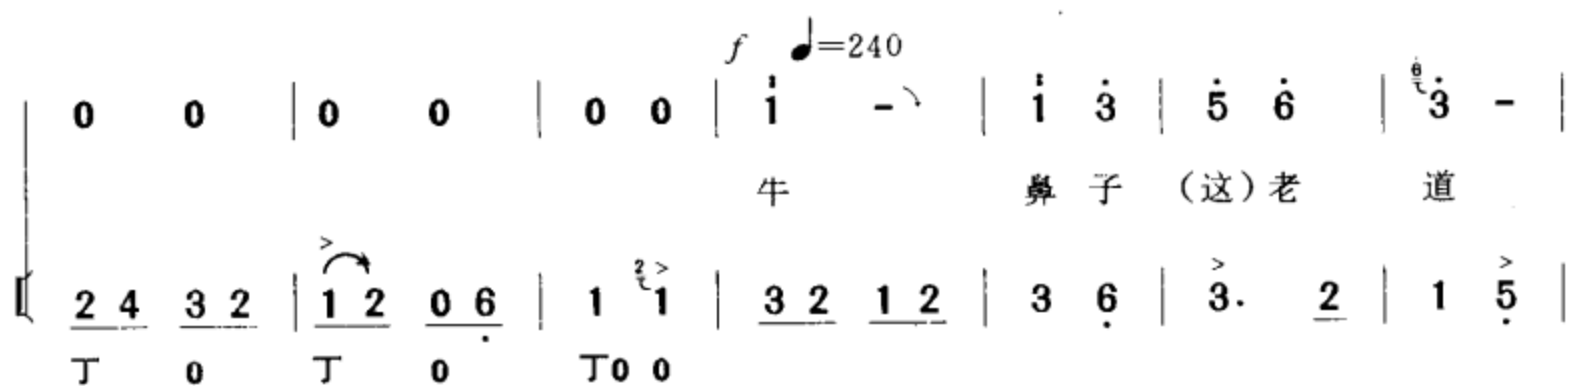 f ♩=240
0 0 | 0 0 | 0 0 | i - | i 3 | 5 6 | 6 3 - |
牛 鼻 子 （这）老 道
2 4 3 2 | 1 2 0 6 | 1 2 1 | 3 2 1 2 | 3 6 | 3. 2 | 1 5 |
丁 0 丁 0 丁0 0